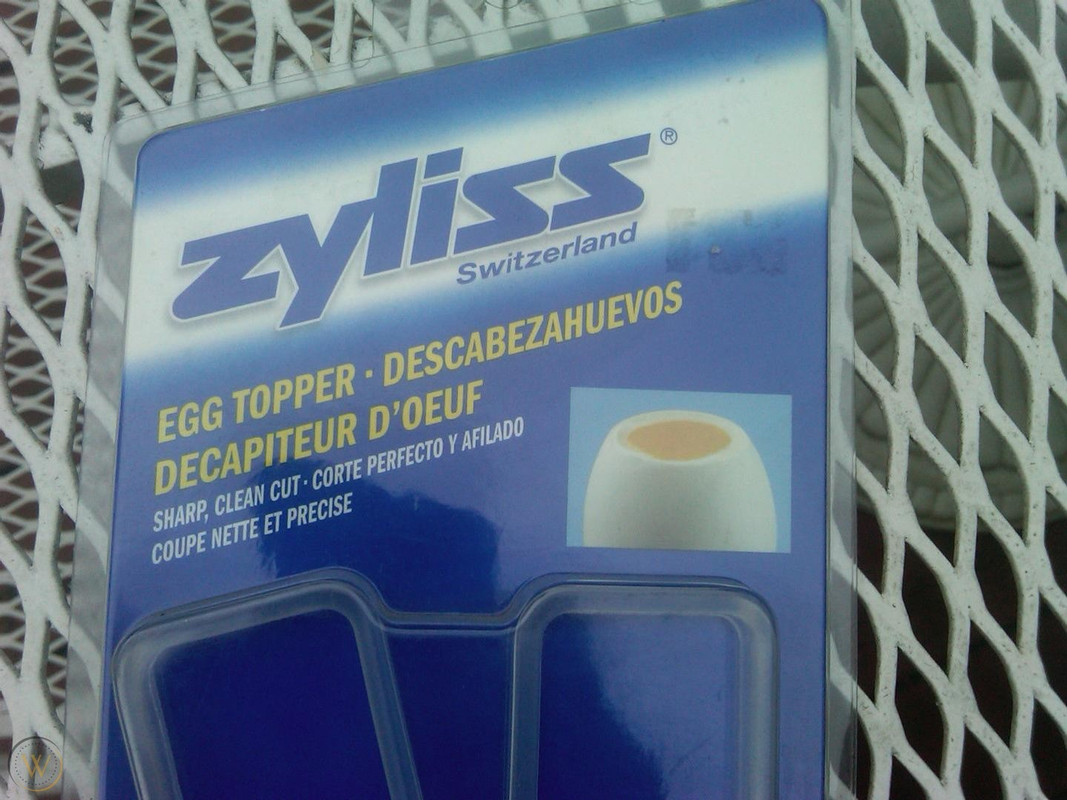 zyliss®
Switzerland
EGG TOPPER · DESCABEZAHUEVOS
DECAPITEUR D'OEUF
SHARP, CLEAN CUT · CORTE PERFECTO Y AFILADO
COUPE NETTE ET PRECISE
W